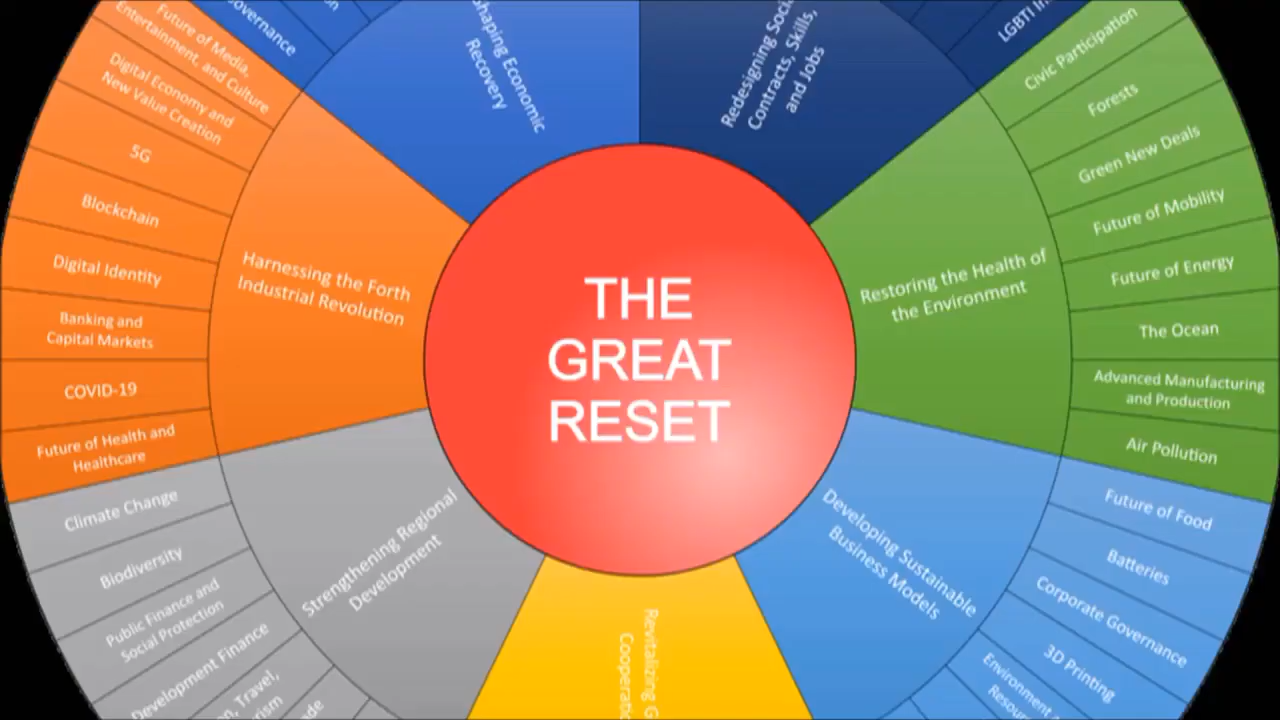 THE
GREAT
RESET
Economic
Recovery
Redesigning
Contracts, Skills,
and Jobs
Restoring the Health of
the Environment
Developing Sustainable
Business Models
Strengthening Regional
Development
Harnessing the Forth
Industrial Revolution
Revitalizing
Civic Participation
Forests
Green New Deals
Future of Mobility
Future of Energy
The Ocean
Advanced Manufacturing
and Production
Air Pollution
Future of Food
Batteries
Corporate Governance
3D Printing
Environment
LGBTI
Future of Media,
Entertainment, and Culture
Digital Economy and
New Value Creation
5G
Blockchain
Digital Identity
Banking and
Capital Markets
COVID-19
Future of Health and
Healthcare
Climate Change
Biodiversity
Public Finance and
Social Protection
Development Finance
Travel,